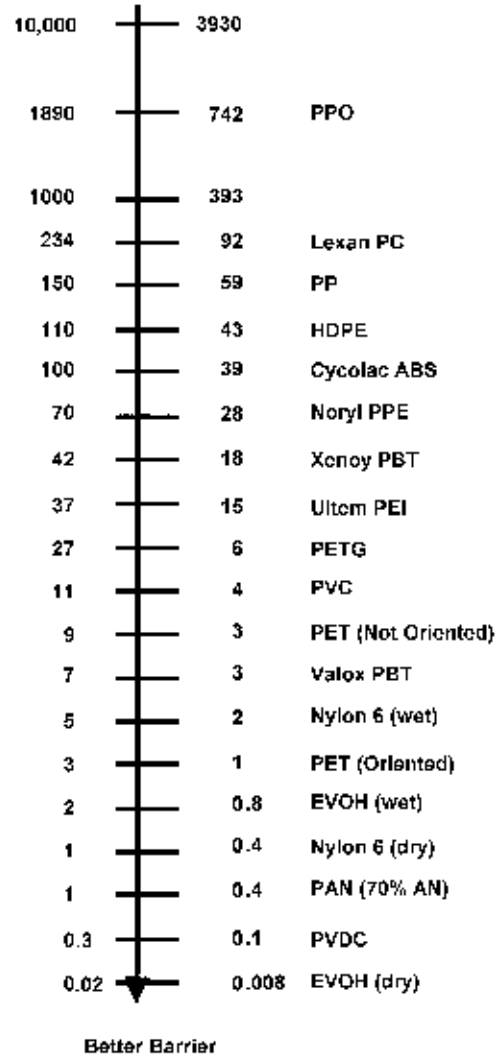 10,000 3930
1890 742 PPO
1000 393
234 92 Lexan PC
150 59 PP
110 43 HDPE
100 39 Cycolac ABS
70 28 Noryl PPE
42 18 Xenoy PBT
37 15 Ultem PEI
27 6 PETG
11 4 PVC
9 3 PET (Not Oriented)
7 3 Valox PBT
5 2 Nylon 6 (wet)
3 1 PET (Oriented)
2 0.8 EVOH (wet)
1 0.4 Nylon 6 (dry)
1 0.4 PAN (70% AN)
0.3 0.1 PVDC
0.02 0.008 EVOH (dry)
Better Barrier